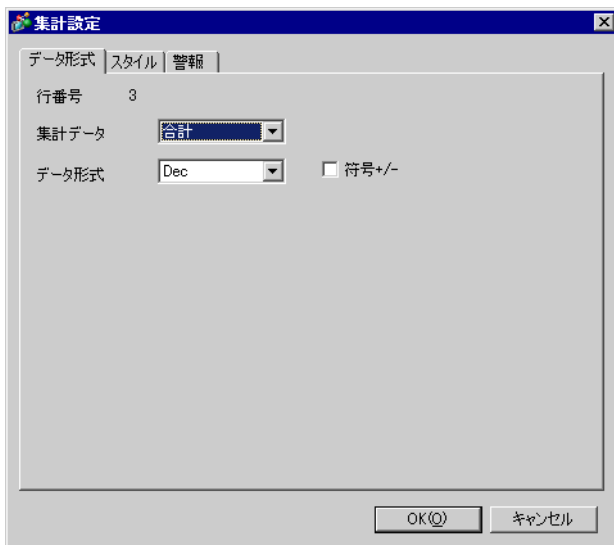 集計設定
データ形式 スタイル 警報
行番号 3
集計データ 合計
データ形式 Dec 符号+/-
OK(O) キャンセル